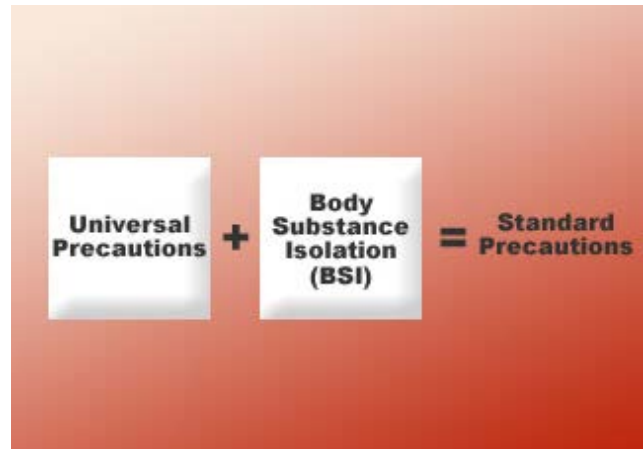 Universal
Precautions
+
Body
Substance
Isolation
(BSI)
=
Standard
Precautions